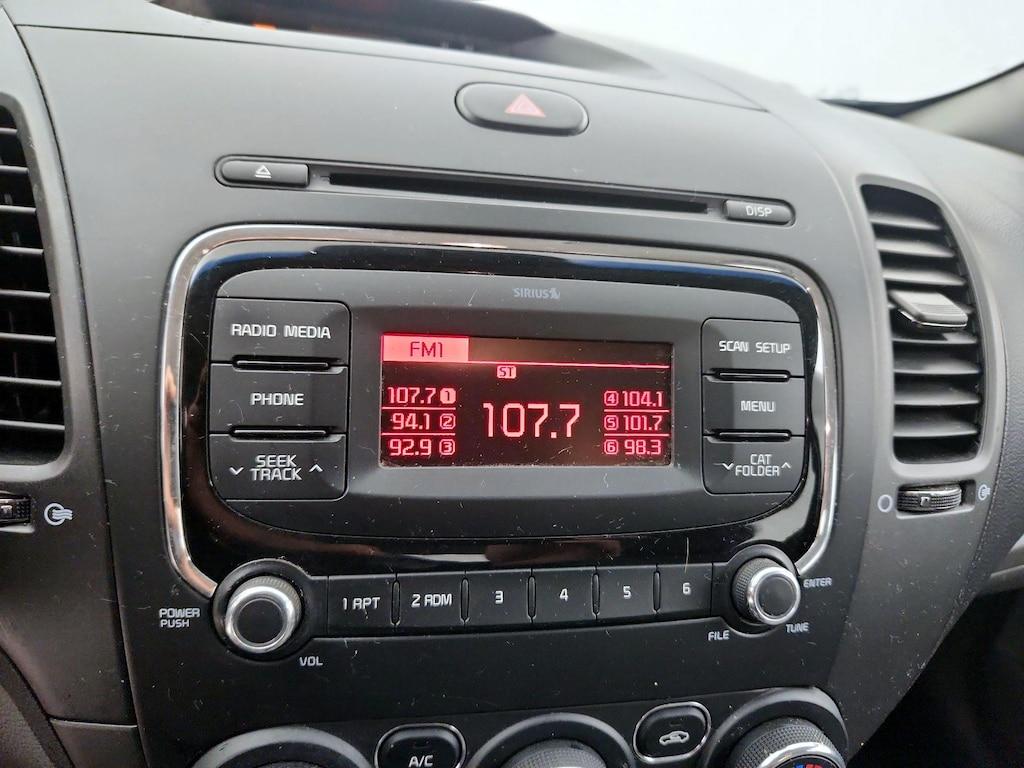 DISP
SIRIUS
RADIO MEDIA
PHONE
SEEK
TRACK
FM1
ST
107.7 1
94.1 2
92.9 3
107.7
4 104.1
5 101.7
6 98.3
SCAN SETUP
MENU
CAT
FOLDER
POWER
PUSH
VOL
1 RPT
2 RDM
3
4
5
6
ENTER
FILE
TUNE
A/C